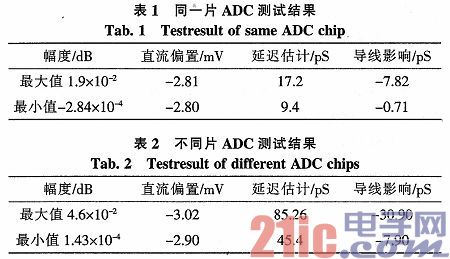 表 1 同一片 ADC 测试结果
Tab. 1 Testresult of same ADC chip
幅度/dB 直流偏置/mV 延迟估计/pS 导线影响/pS
最大值 1.9×10⁻² −2.81 17.2 −7.82
最小值−2.84×10⁻⁴ −2.80 9.4 −0.71
表 2 不同片 ADC 测试结果
Tab. 2 Testresult of different ADC chips
幅度/dB 直流偏置/mV 延迟估计/pS 导线影响/pS
最大值 4.6×10⁻² −3.02 85.26 −30.90
最小值 1.43×10⁻⁴ −2.90 45.4 −7.90
21ic.com 电子网